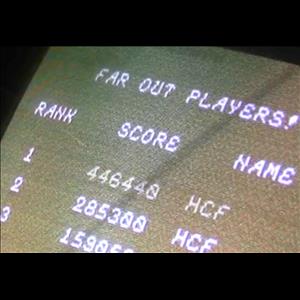 FAR OUT PLAYERS!
RANK SCORE NAME
1 446440 HCF
2 285300 HCF
3